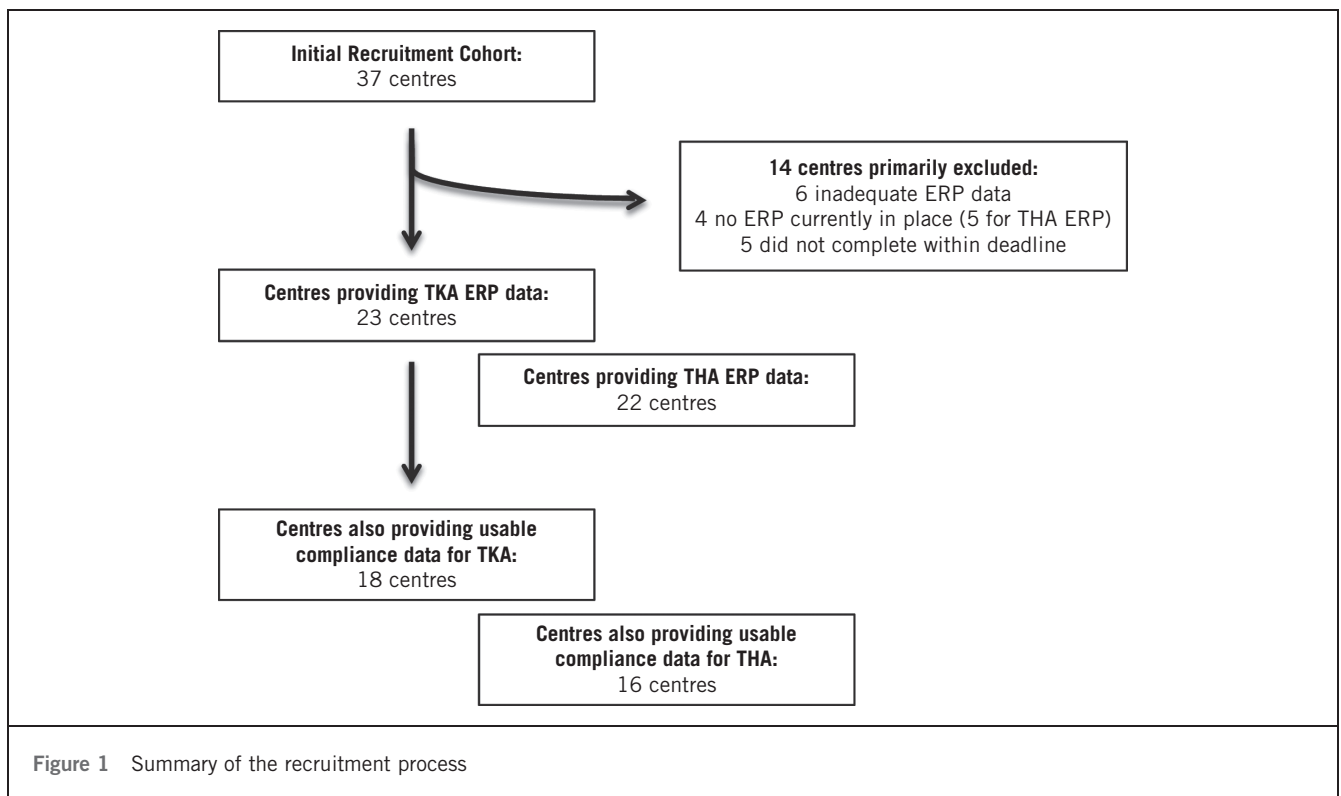 Initial Recruitment Cohort:
37 centres
14 centres primarily excluded:
6 inadequate ERP data
4 no ERP currently in place (5 for THA ERP)
5 did not complete within deadline
Centres providing TKA ERP data:
23 centres
Centres providing THA ERP data:
22 centres
Centres also providing usable
compliance data for TKA:
18 centres
Centres also providing usable
compliance data for THA:
16 centres
Figure 1 Summary of the recruitment process